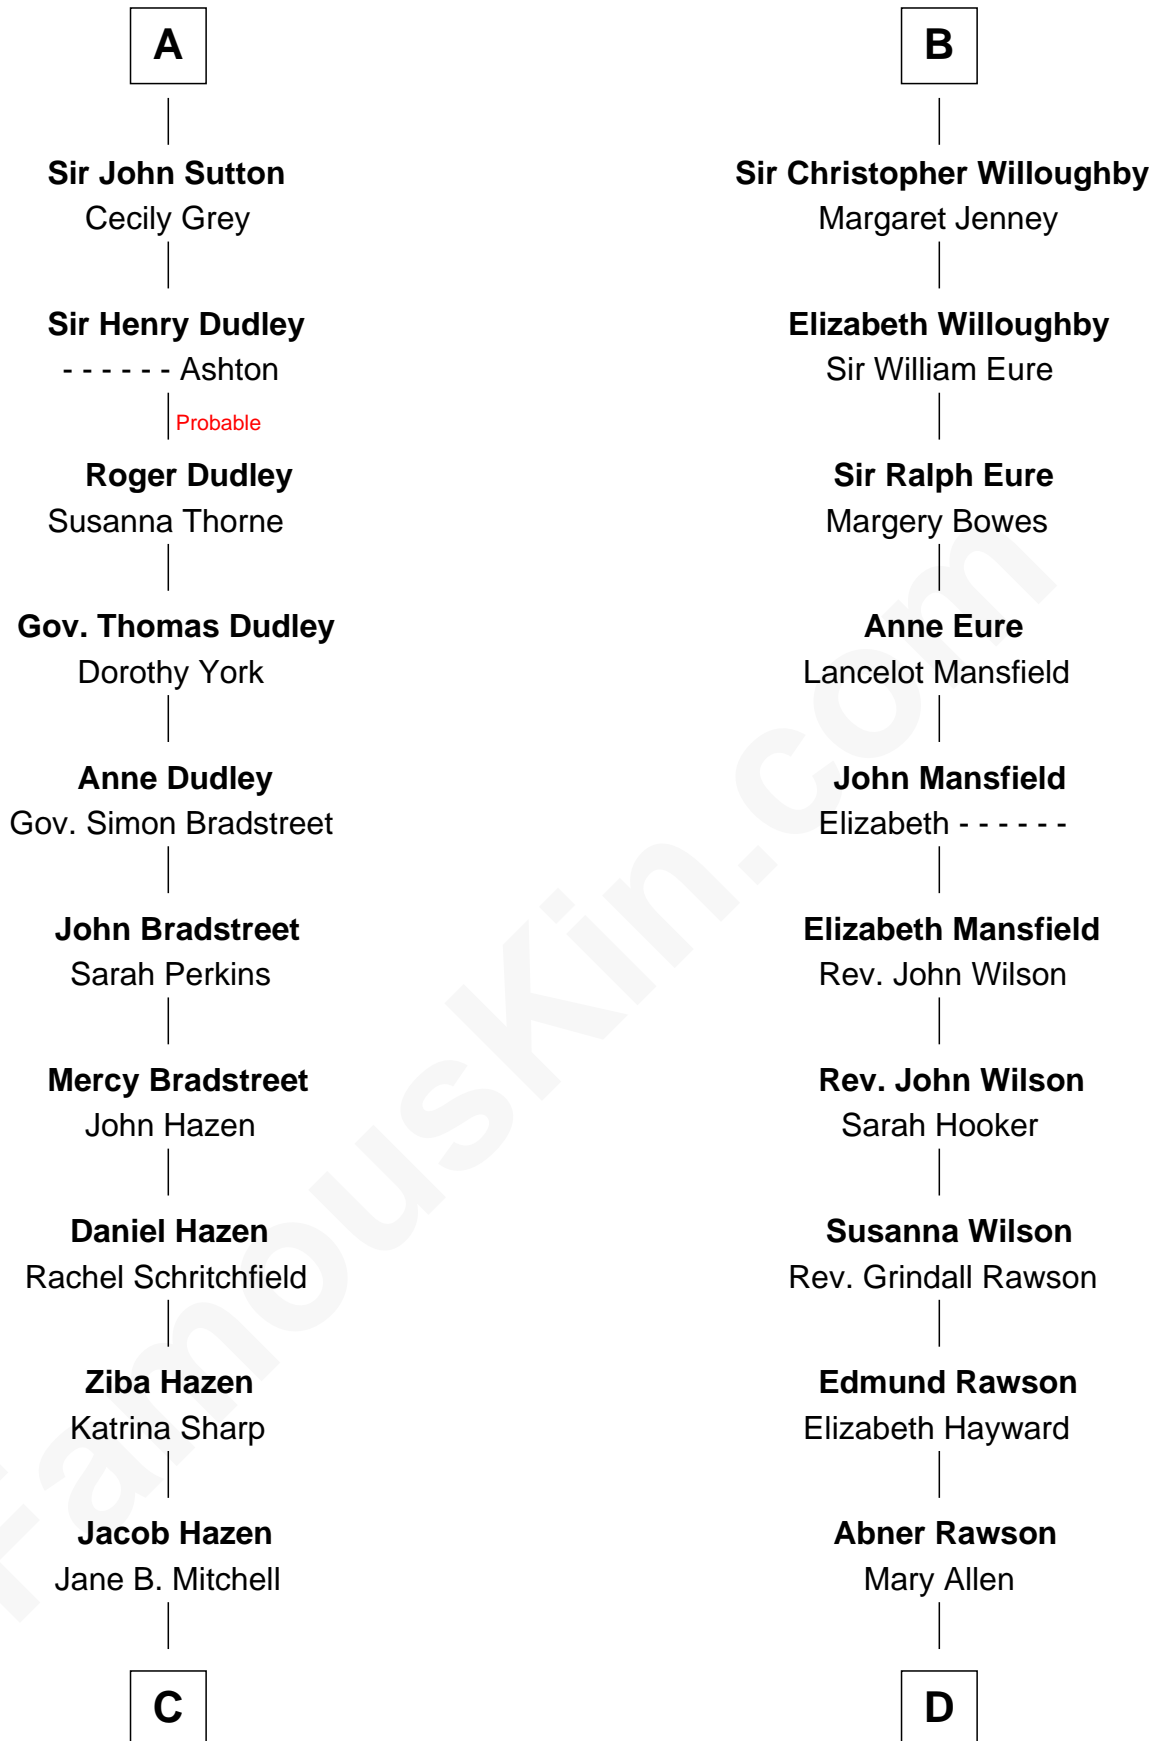 A
Sir John Sutton
Cecily Grey
Sir Henry Dudley
- - - - - - Ashton
Probable
Roger Dudley
Susanna Thorne
Gov. Thomas Dudley
Dorothy York
Anne Dudley
Gov. Simon Bradstreet
John Bradstreet
Sarah Perkins
Mercy Bradstreet
John Hazen
Daniel Hazen
Rachel Schritchfield
Ziba Hazen
Katrina Sharp
Jacob Hazen
Jane B. Mitchell
C
B
Sir Christopher Willoughby
Margaret Jenney
Elizabeth Willoughby
Sir William Eure
Sir Ralph Eure
Margery Bowes
Anne Eure
Lancelot Mansfield
John Mansfield
Elizabeth - - - - - -
Elizabeth Mansfield
Rev. John Wilson
Rev. John Wilson
Sarah Hooker
Susanna Wilson
Rev. Grindall Rawson
Edmund Rawson
Elizabeth Hayward
Abner Rawson
Mary Allen
D
FamousKin.com